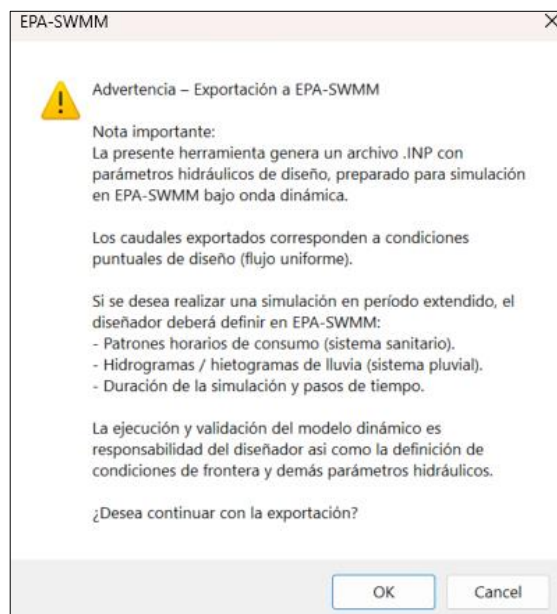 EPA-SWMM
Advertencia – Exportación a EPA-SWMM
Nota importante:
La presente herramienta genera un archivo .INP con
parámetros hidráulicos de diseño, preparado para simulación
en EPA-SWMM bajo onda dinámica.
Los caudales exportados corresponden a condiciones
puntuales de diseño (flujo uniforme).
Si se desea realizar una simulación en período extendido, el
diseñador deberá definir en EPA-SWMM:
- Patrones horarios de consumo (sistema sanitario).
- Hidrogramas / hietogramas de lluvia (sistema pluvial).
- Duración de la simulación y pasos de tiempo.
La ejecución y validación del modelo dinámico es
responsabilidad del diseñador asi como la definición de
condiciones de frontera y demás parámetros hidráulicos.
¿Desea continuar con la exportación?
OK
Cancel